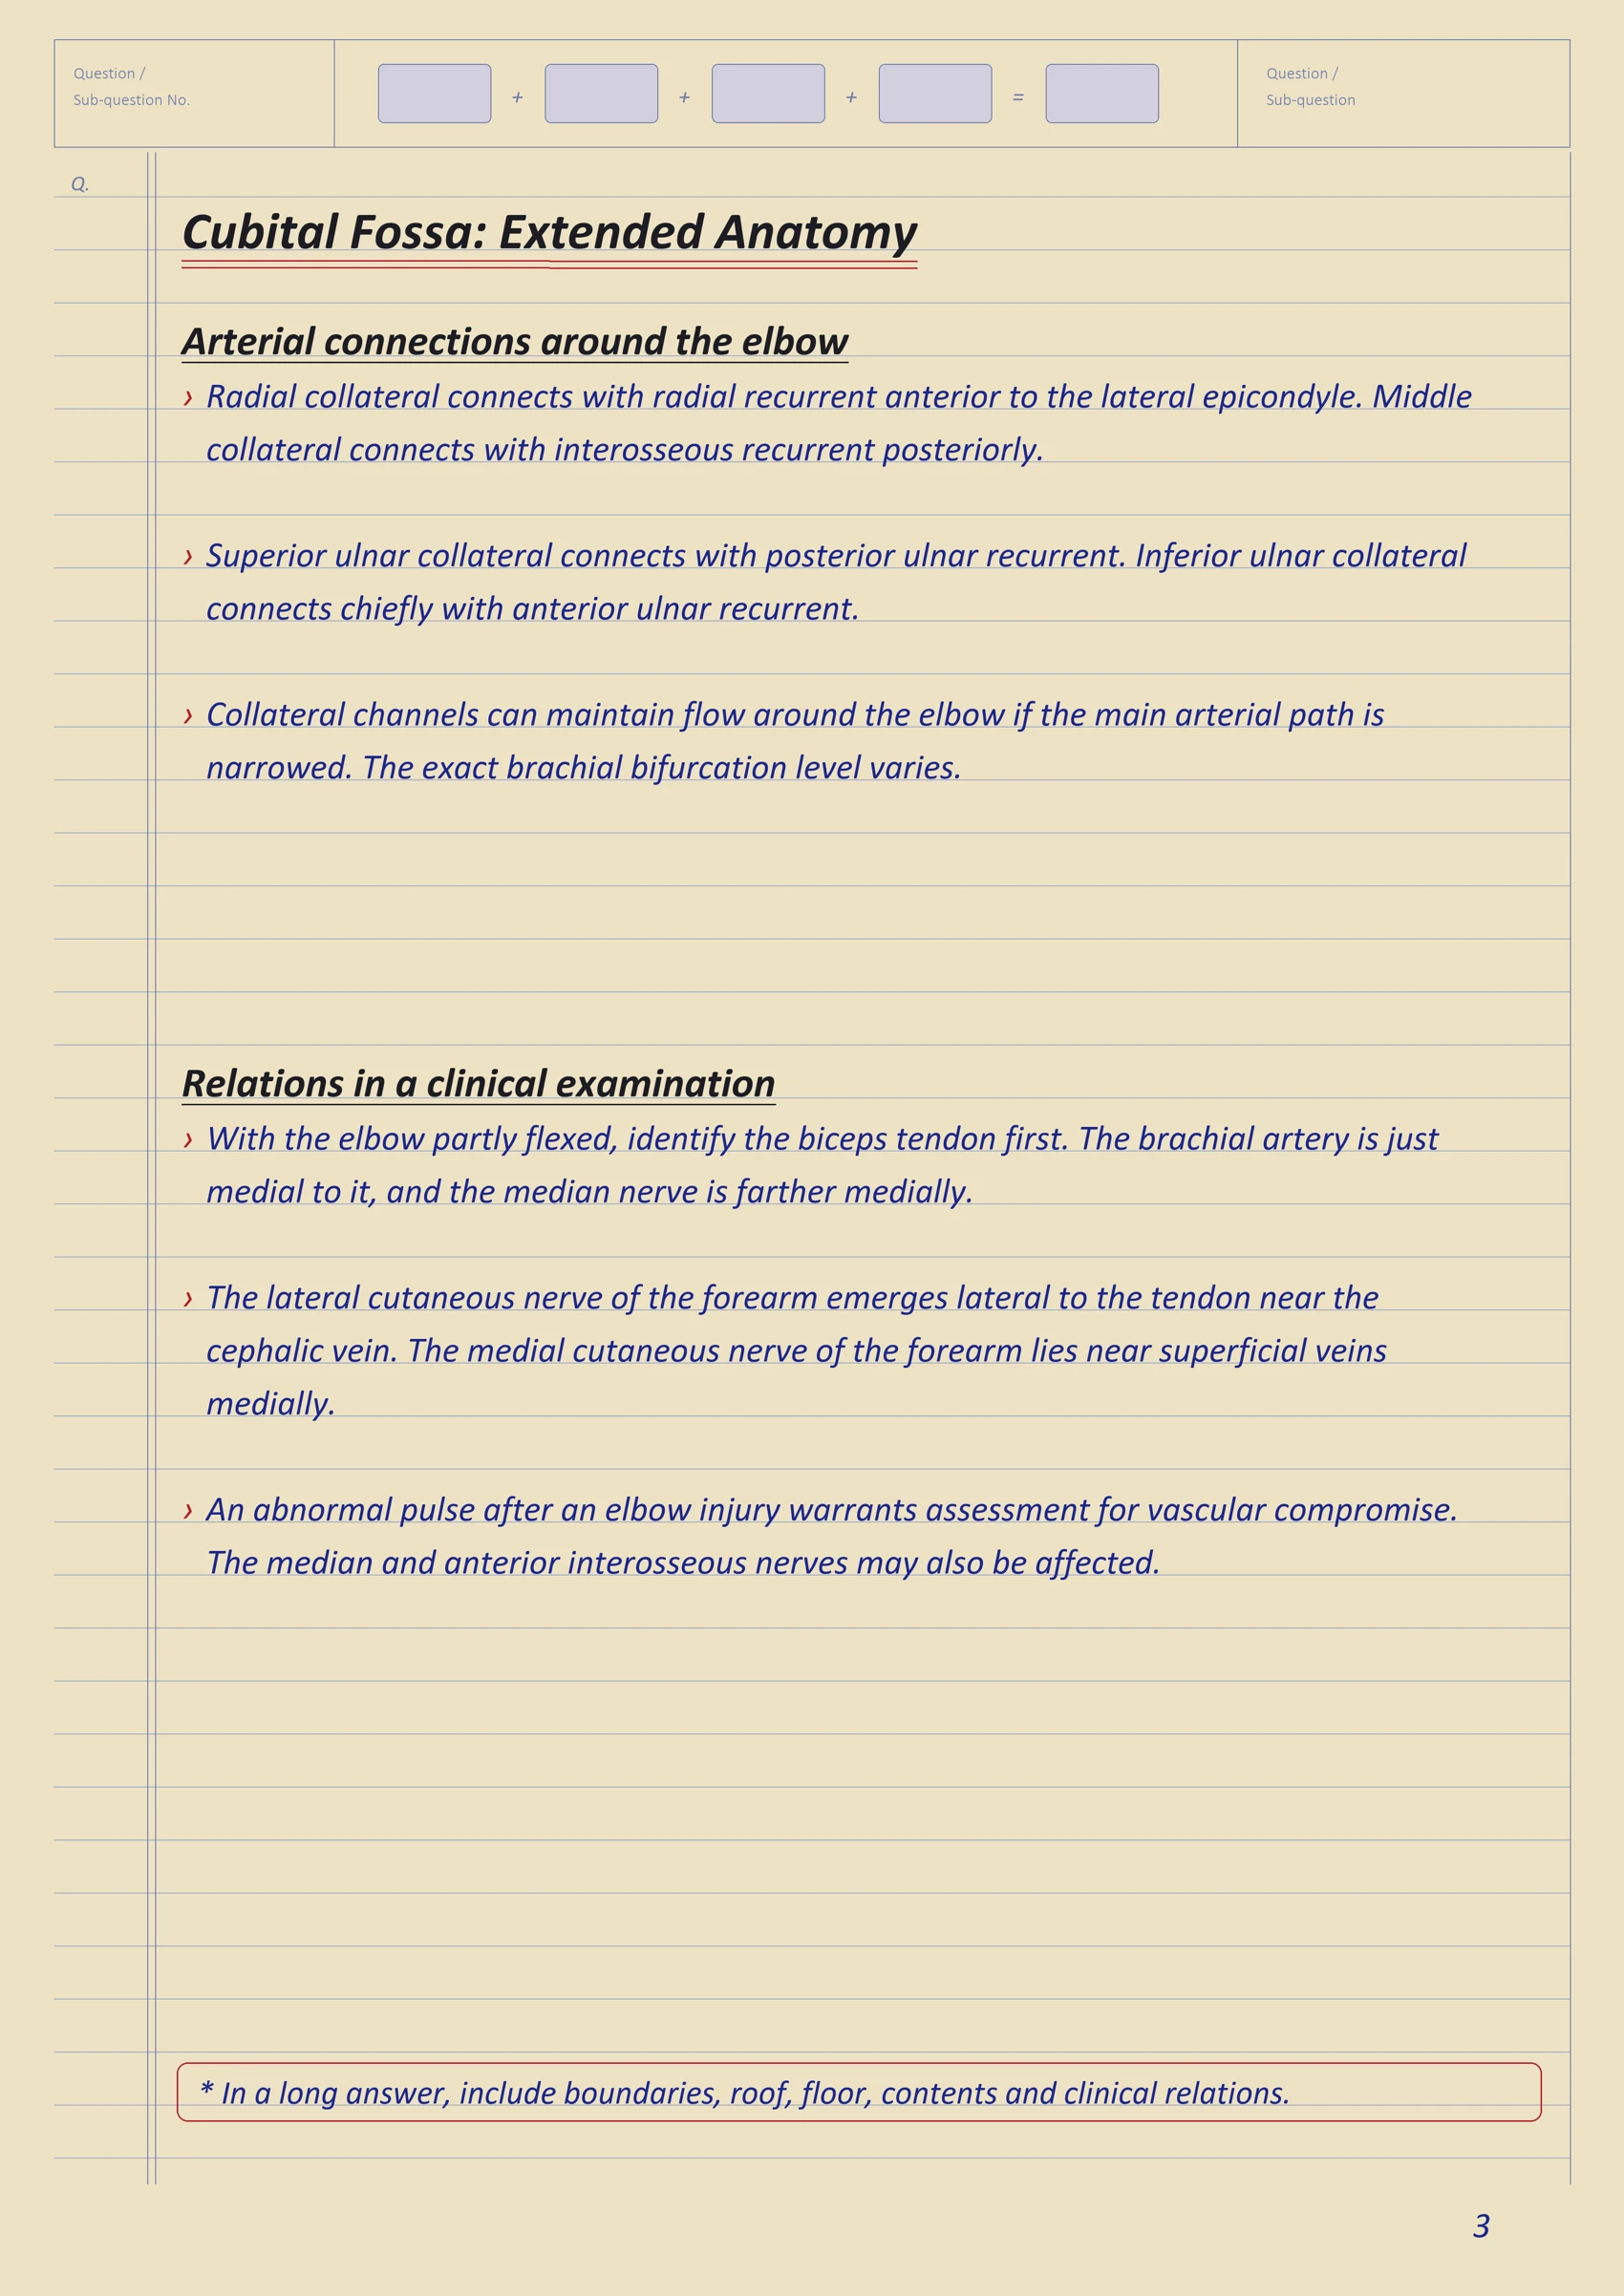 Question /
Sub-question No.
+ + + =
Question /
Sub-question
Q.
Cubital Fossa: Extended Anatomy
Arterial connections around the elbow
› Radial collateral connects with radial recurrent anterior to the lateral epicondyle. Middle
collateral connects with interosseous recurrent posteriorly.
› Superior ulnar collateral connects with posterior ulnar recurrent. Inferior ulnar collateral
connects chiefly with anterior ulnar recurrent.
› Collateral channels can maintain flow around the elbow if the main arterial path is
narrowed. The exact brachial bifurcation level varies.
Relations in a clinical examination
› With the elbow partly flexed, identify the biceps tendon first. The brachial artery is just
medial to it, and the median nerve is farther medially.
› The lateral cutaneous nerve of the forearm emerges lateral to the tendon near the
cephalic vein. The medial cutaneous nerve of the forearm lies near superficial veins
medially.
› An abnormal pulse after an elbow injury warrants assessment for vascular compromise.
The median and anterior interosseous nerves may also be affected.
* In a long answer, include boundaries, roof, floor, contents and clinical relations.
3